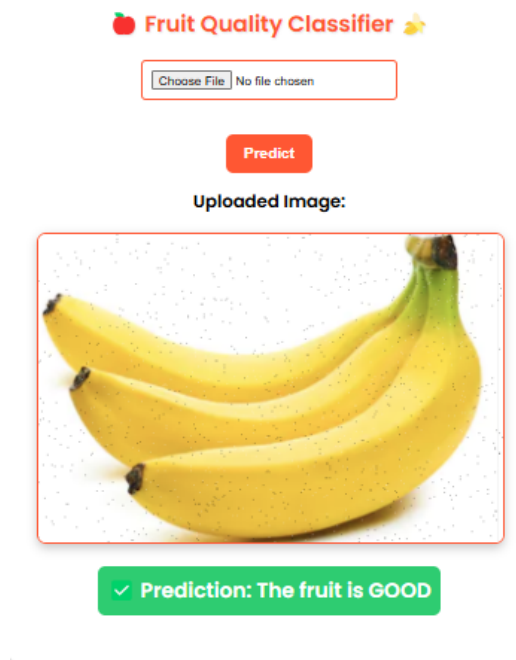 🍎 Fruit Quality Classifier 🍌
Choose File No file chosen
Predict
Uploaded Image:
✅ Prediction: The fruit is GOOD